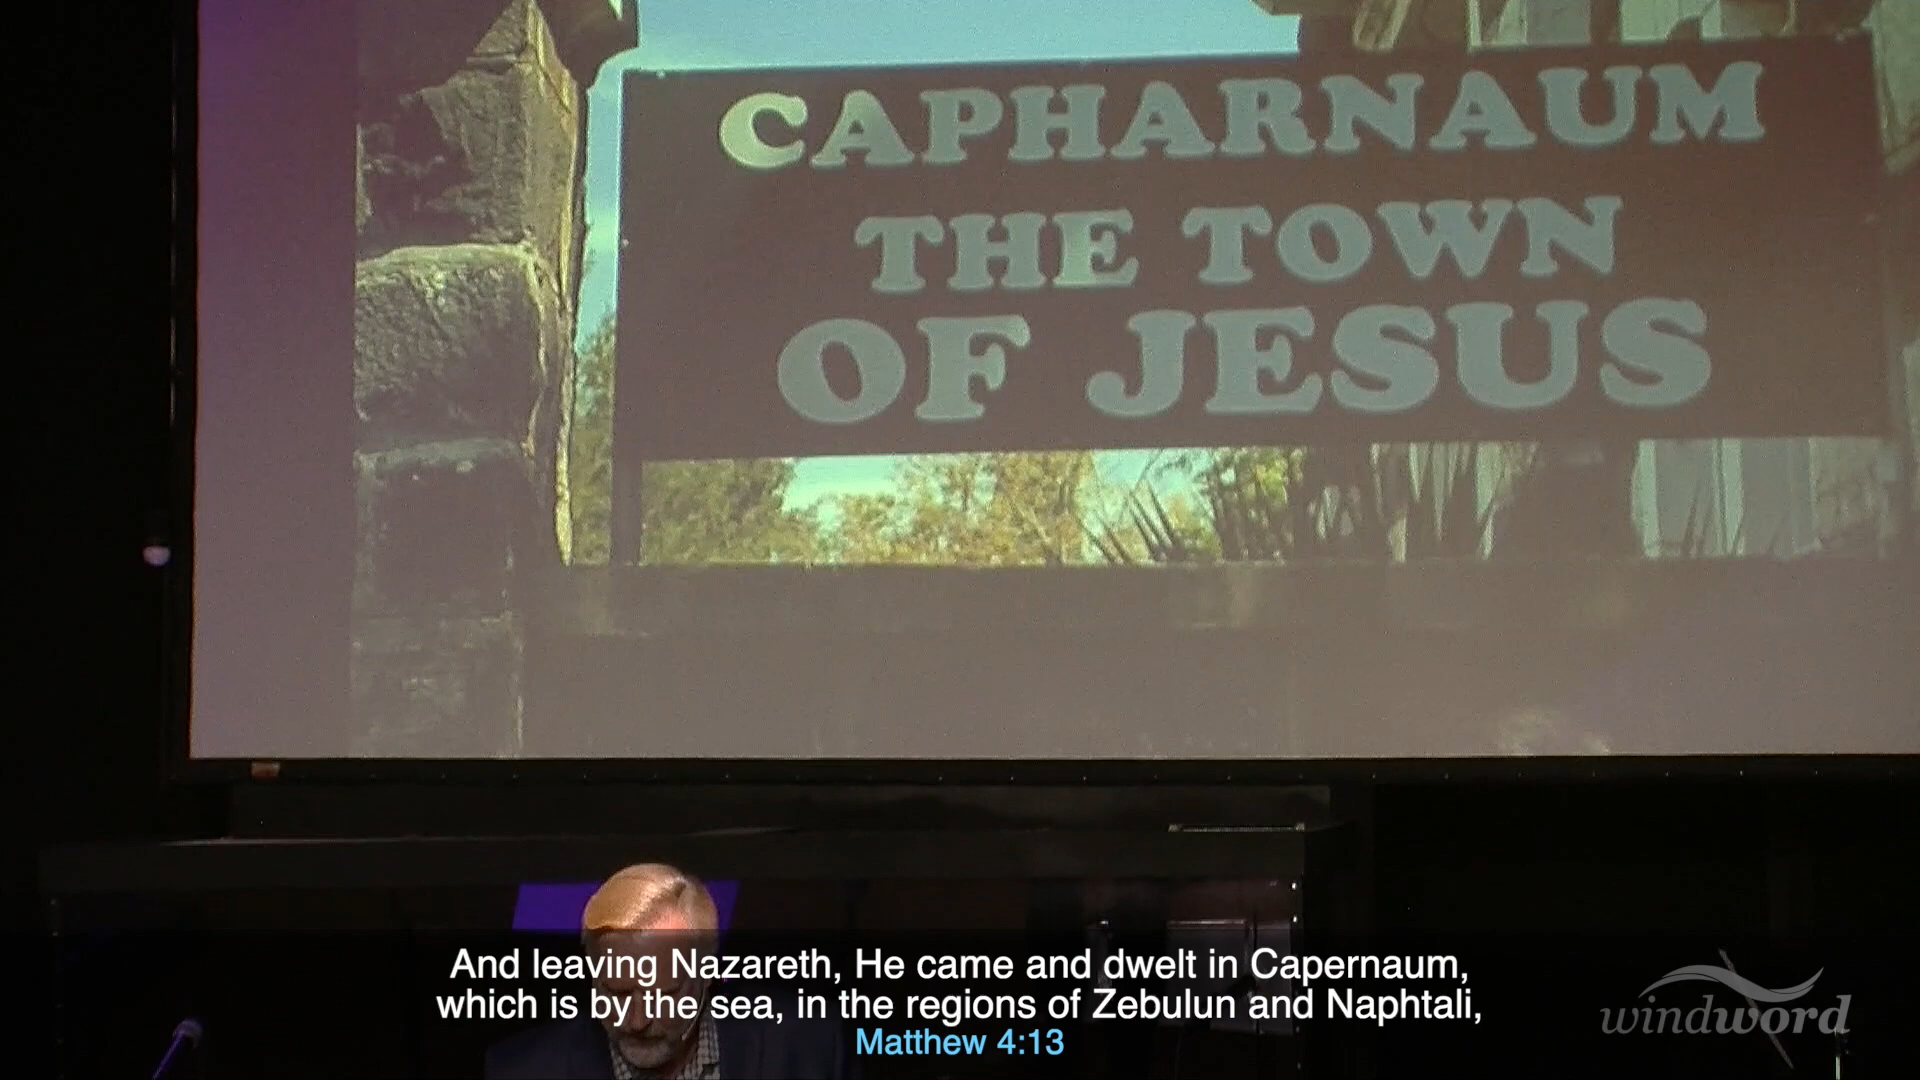 CAPHARNAUM
THE TOWN
OF JESUS
And leaving Nazareth, He came and dwelt in Capernaum,
which is by the sea, in the regions of Zebulun and Naphtali,
Matthew 4:13
windword